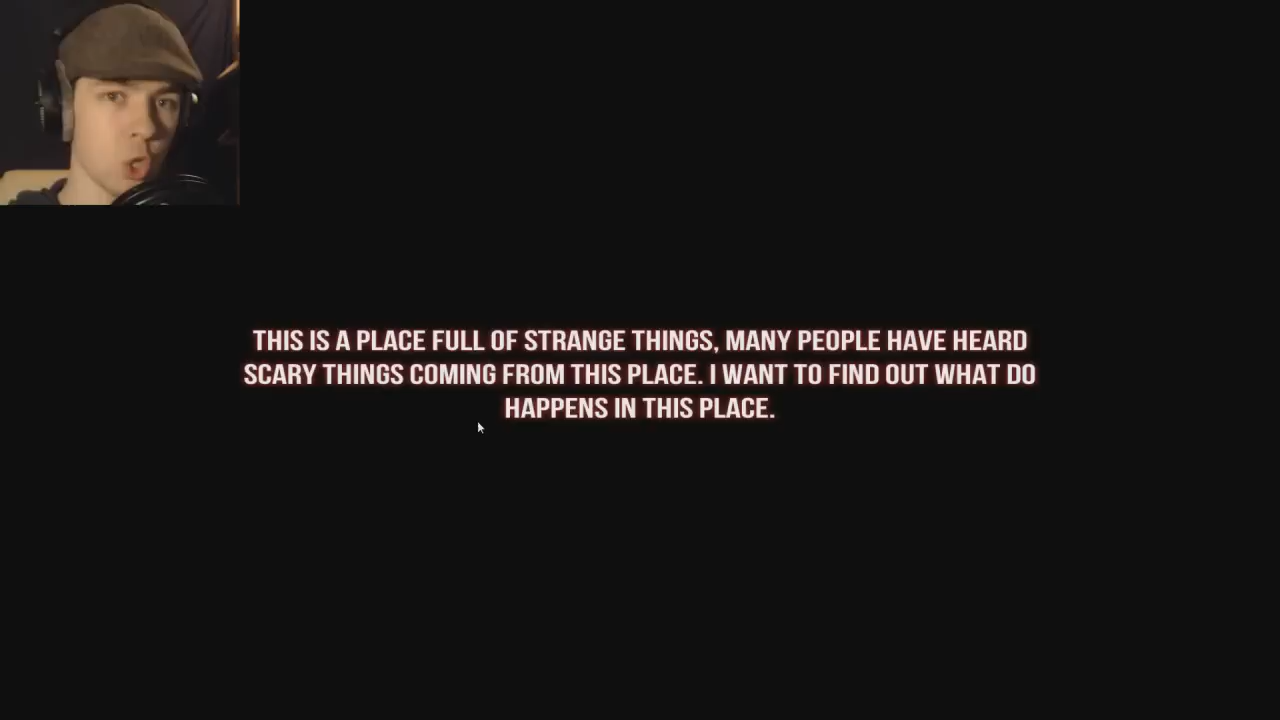 THIS IS A PLACE FULL OF STRANGE THINGS, MANY PEOPLE HAVE HEARD
SCARY THINGS COMING FROM THIS PLACE. I WANT TO FIND OUT WHAT DO
HAPPENS IN THIS PLACE.